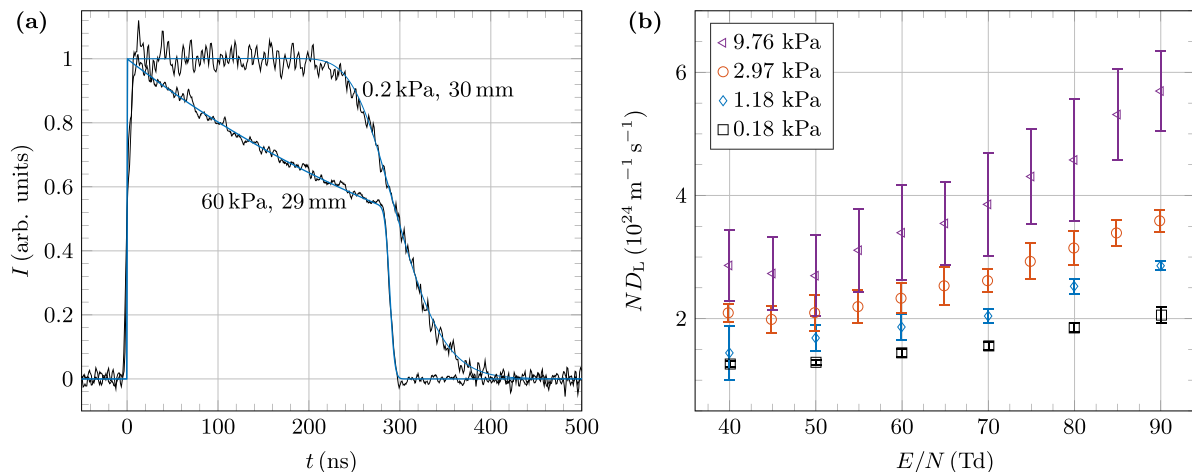 (a)
I (arb. units)
1
0.8
0.6
0.4
0.2
0
0.2 kPa, 30 mm
60 kPa, 29 mm
0 100 200 300 400 500
t (ns)
(b)
ND_L (10^24 m^−1 s^−1)
6
4
2
9.76 kPa
2.97 kPa
1.18 kPa
0.18 kPa
40 50 60 70 80 90
E/N (Td)